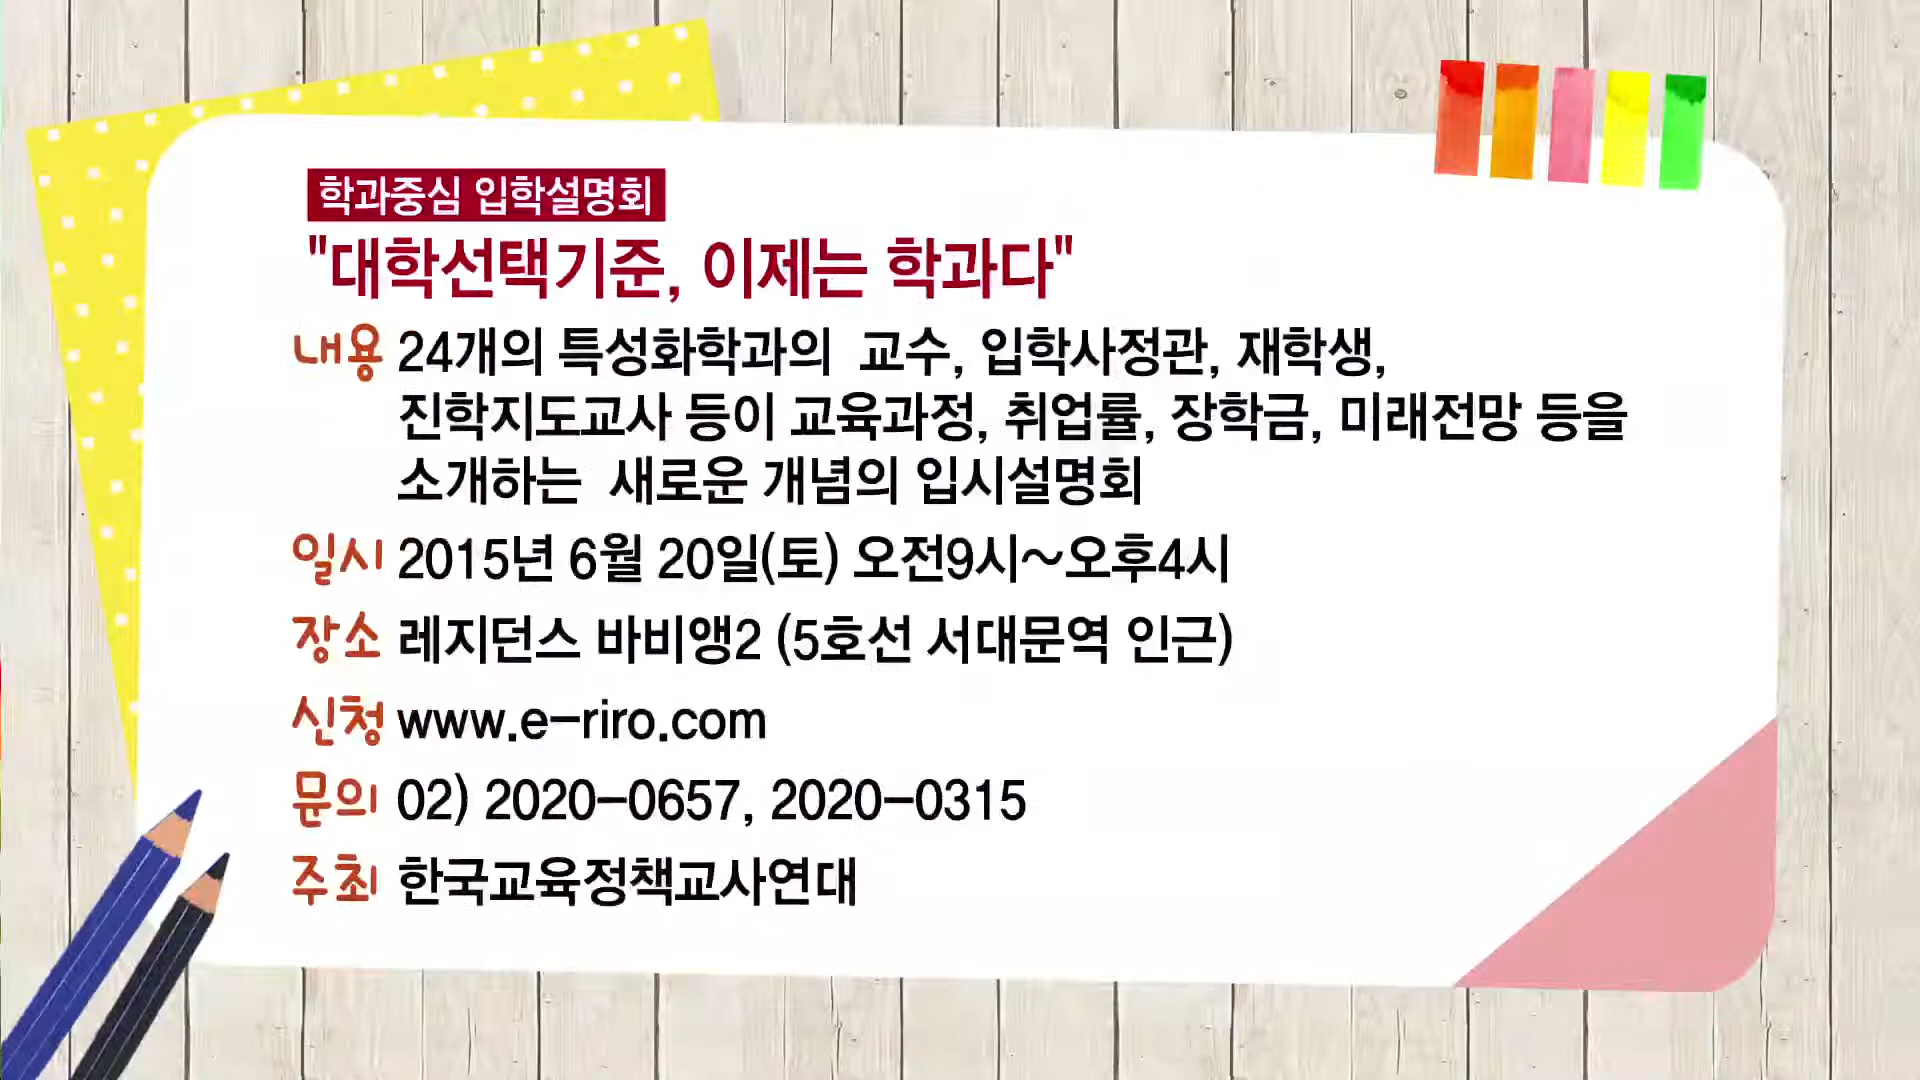 학과중심 입학설명회
"대학선택기준, 이제는 학과다"
내용 24개의 특성화학과의 교수, 입학사정관, 재학생,
진학지도교사 등이 교육과정, 취업률, 장학금, 미래전망 등을
소개하는 새로운 개념의 입시설명회
일시 2015년 6월 20일(토) 오전9시~오후4시
장소 레지던스 바비앵2 (5호선 서대문역 인근)
신청 www.e-riro.com
문의 02) 2020-0657, 2020-0315
주최 한국교육정책교사연대